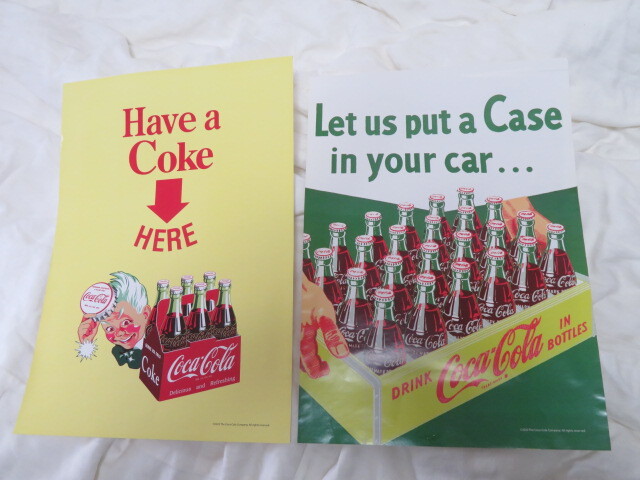 Have a
Coke
HERE
Coca-Cola
Coke
Coca-Cola
Delicious and Refreshing
Let us put a Case
in your car...
DRINK Coca-Cola IN
BOTTLES